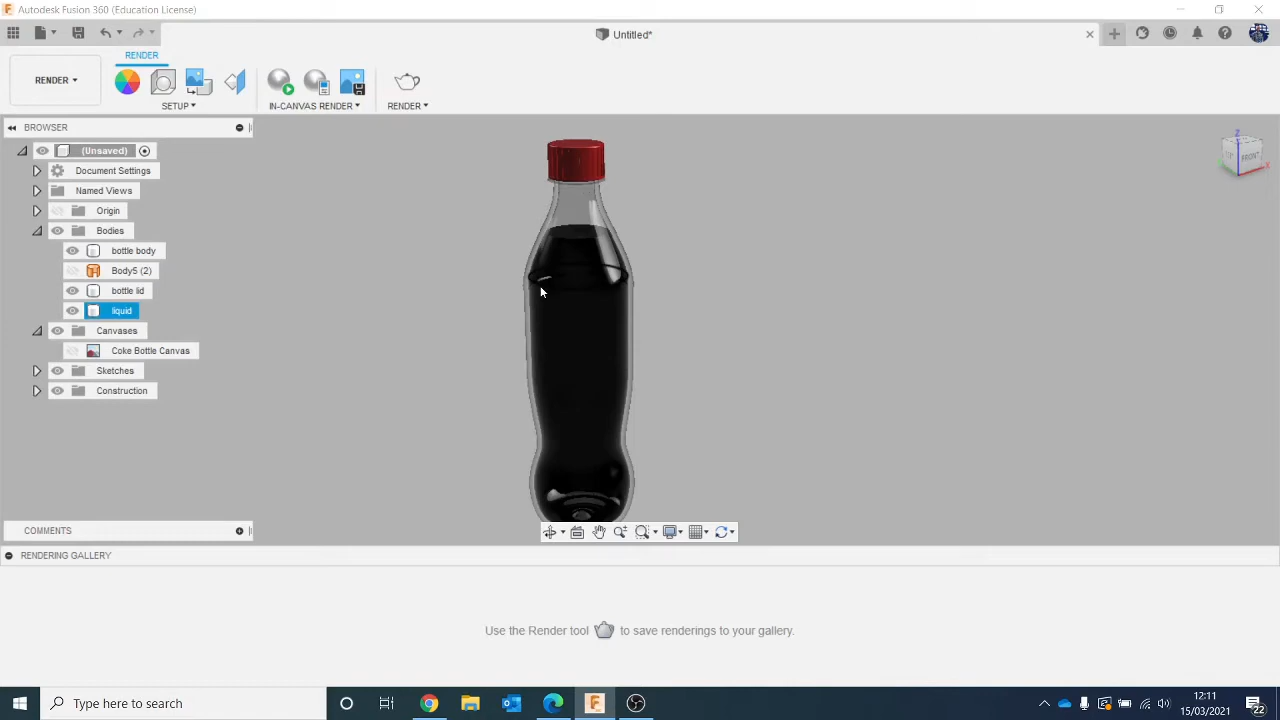 Autodesk Fusion 360 (Education License)
Untitled*
RENDER
RENDER
SETUP
IN-CANVAS RENDER
RENDER
BROWSER
(Unsaved)
Document Settings
Named Views
Origin
Bodies
bottle body
Body5 (2)
bottle lid
liquid
Canvases
Coke Bottle Canvas
Sketches
Construction
FRONT
COMMENTS
RENDERING GALLERY
Use the Render tool to save renderings to your gallery.
Type here to search
12:11
15/03/2021
22